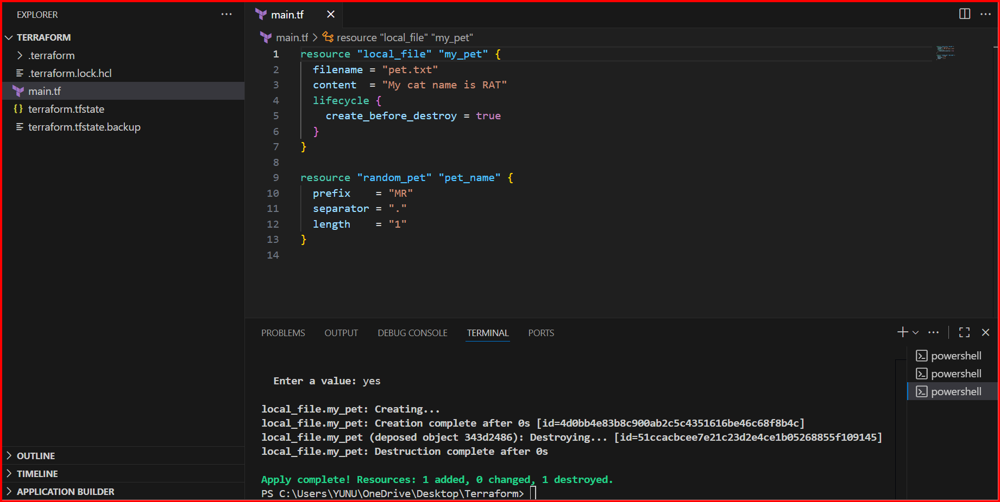 EXPLORER
TERRAFORM
.terraform
.terraform.lock.hcl
main.tf
terraform.tfstate
terraform.tfstate.backup
OUTLINE
TIMELINE
APPLICATION BUILDER
main.tf
main.tf > resource "local_file" "my_pet"
1 resource "local_file" "my_pet" {
2   filename = "pet.txt"
3   content  = "My cat name is RAT"
4   lifecycle {
5     create_before_destroy = true
6   }
7 }
8
9 resource "random_pet" "pet_name" {
10   prefix    = "MR"
11   separator = "."
12   length    = "1"
13 }
14
PROBLEMS OUTPUT DEBUG CONSOLE TERMINAL PORTS
Enter a value: yes
local_file.my_pet: Creating...
local_file.my_pet: Creation complete after 0s [id=4d0bb4e83b8c900ab2c5c4351616be46c68f8b4c]
local_file.my_pet (deposed object 343d2486): Destroying... [id=51ccacbcee7e21c23d2e4ce1b05268855f109145]
local_file.my_pet: Destruction complete after 0s
Apply complete! Resources: 1 added, 0 changed, 1 destroyed.
PS C:\Users\YUNU\OneDrive\Desktop\Terraform>
powershell
powershell
powershell